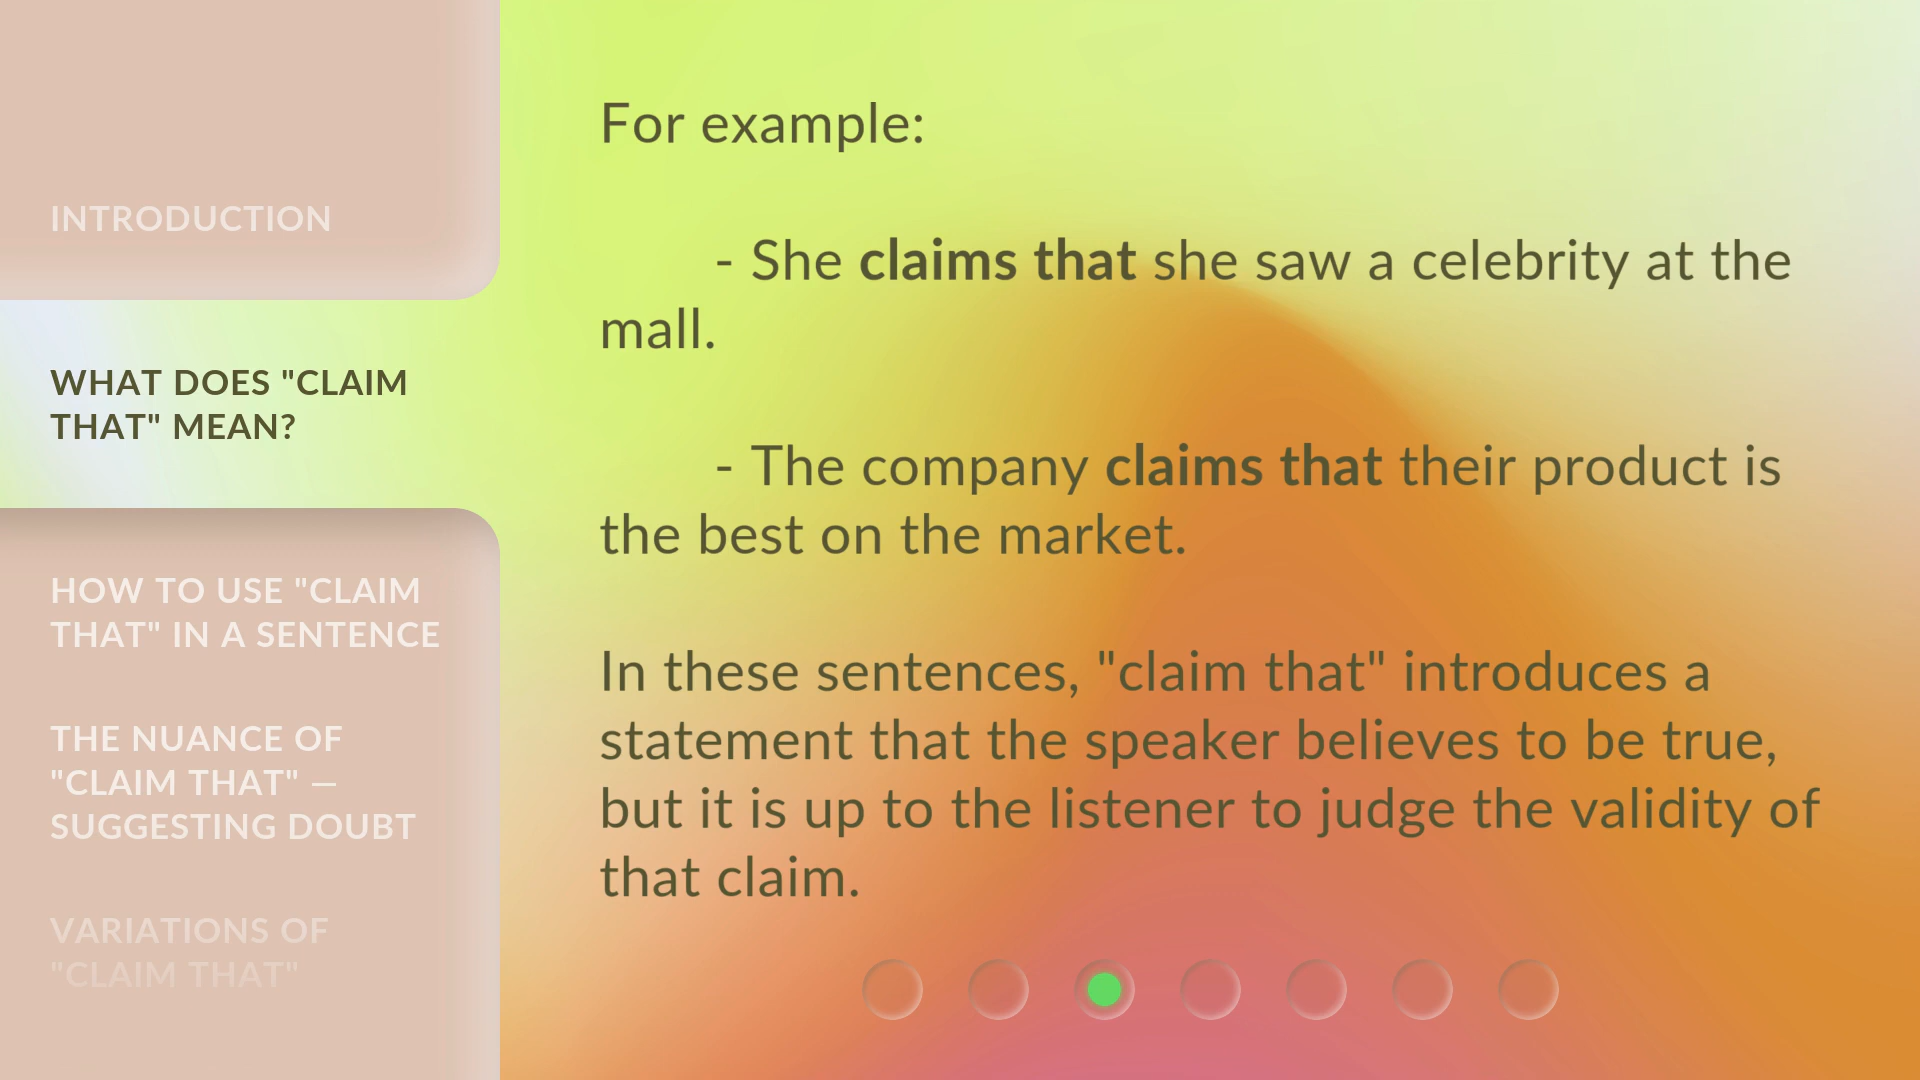 INTRODUCTION
WHAT DOES "CLAIM
THAT" MEAN?
HOW TO USE "CLAIM
THAT" IN A SENTENCE
THE NUANCE OF
"CLAIM THAT" —
SUGGESTING DOUBT
VARIATIONS OF
"CLAIM THAT"
For example:
- She claims that she saw a celebrity at the
mall.
- The company claims that their product is
the best on the market.
In these sentences, "claim that" introduces a
statement that the speaker believes to be true,
but it is up to the listener to judge the validity of
that claim.